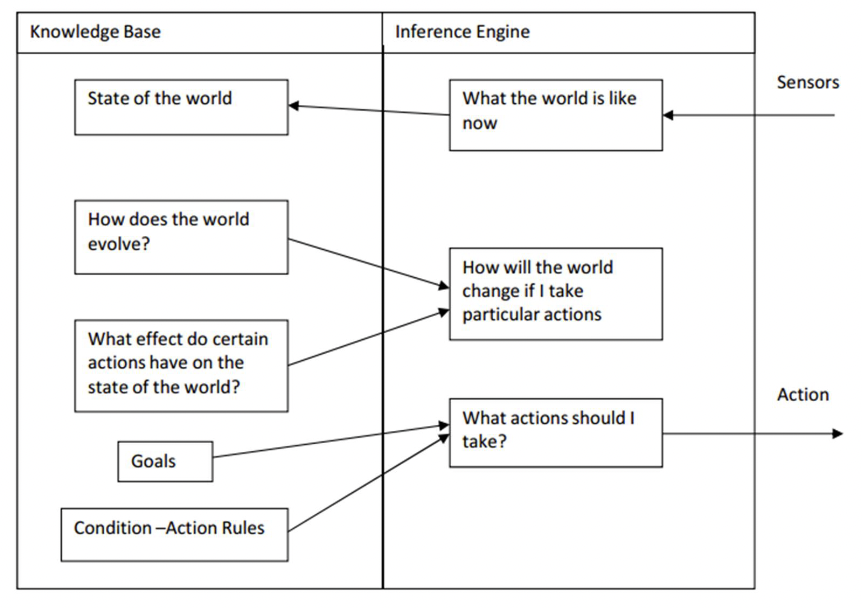 Knowledge Base
Inference Engine
State of the world
What the world is like
now
Sensors
How does the world
evolve?
How will the world
change if I take
particular actions
What effect do certain
actions have on the
state of the world?
What actions should I
take?
Action
Goals
Condition –Action Rules